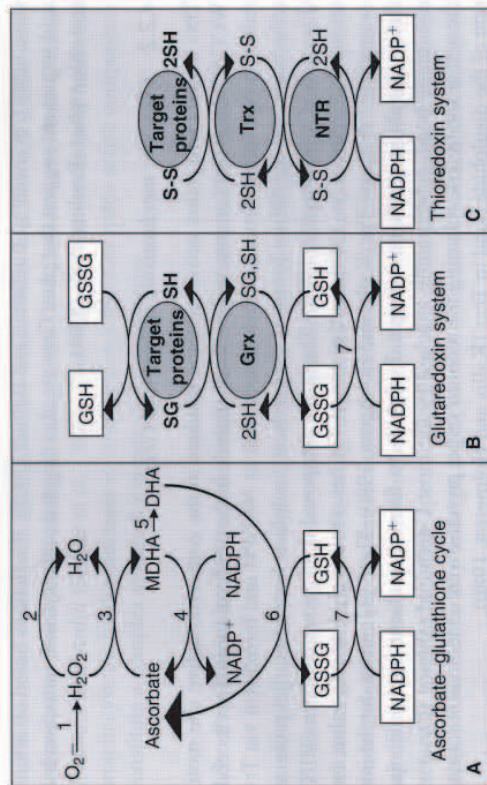 2
O₂ 1 H₂O₂ H₂O
3
Ascorbate MDHA 5 DHA
4
NADP⁺ NADPH
6
GSSG GSH
7
NADPH NADP⁺
Ascorbate–glutathione cycle
A
GSH GSSG
SG Target proteins SH
2SH Grx SG,SH
GSSG GSH
7
NADPH NADP⁺
Glutaredoxin system
B
S-S Target proteins 2SH
2SH Trx S-S
S-S NTR 2SH
NADPH NADP⁺
Thioredoxin system
C